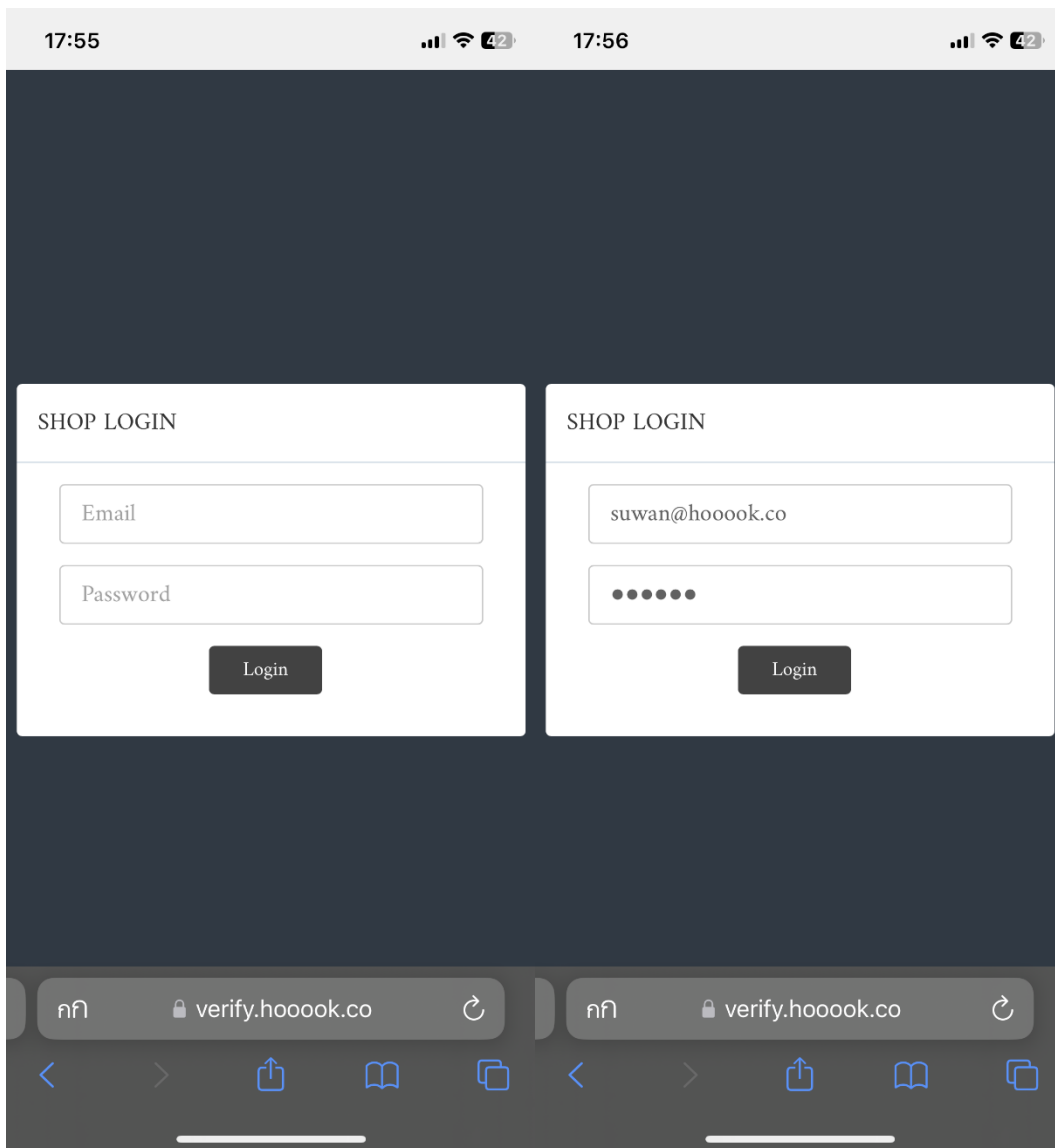 17:55
42
SHOP LOGIN
Email
Password
Login
กกิ
verify.hooook.co
17:56
42
SHOP LOGIN
suwan@hooook.co
••••••
Login
กกิ
verify.hooook.co